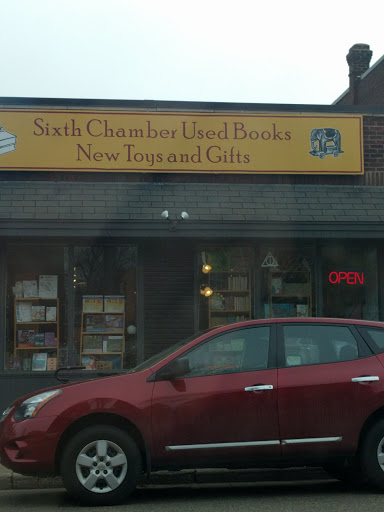 Sixth Chamber Used Books
New Toys and Gifts
OPEN